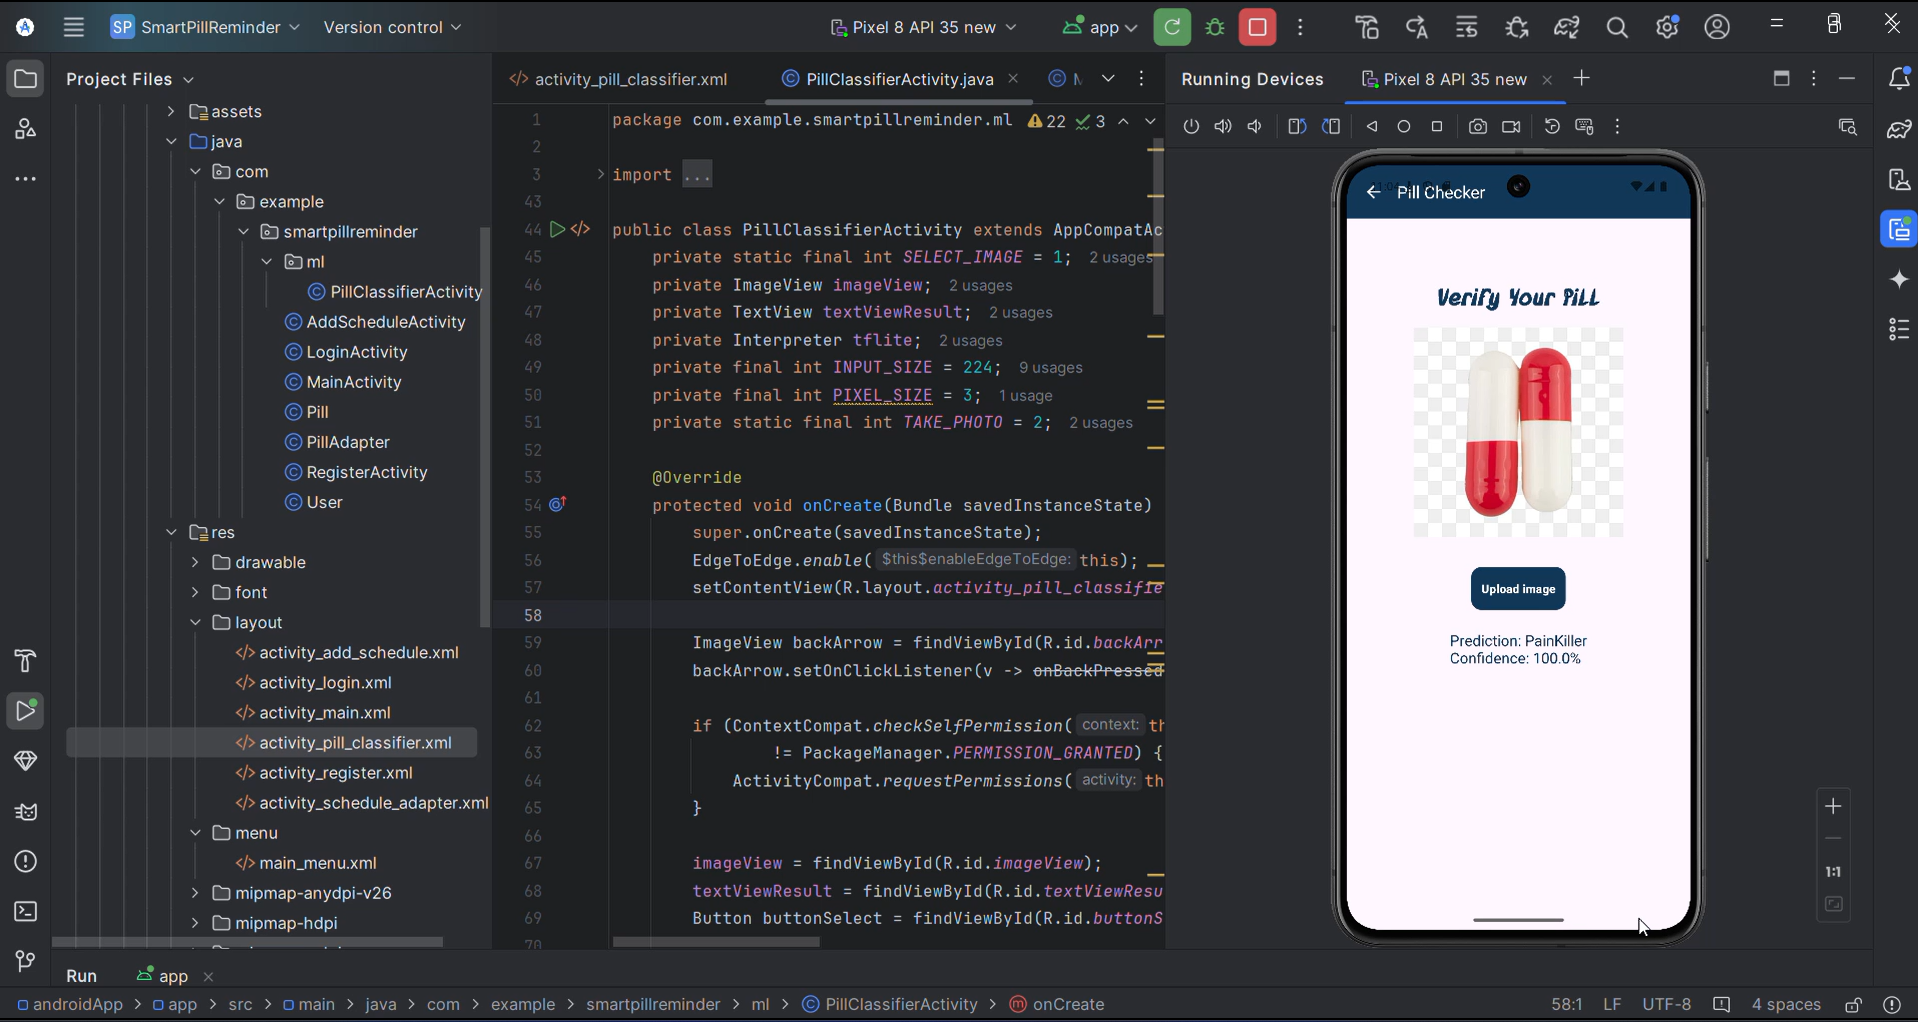 SP SmartPillReminder Version control Pixel 8 API 35 new app
Project Files
assets
java
com
example
smartpillreminder
ml
PillClassifierActivity
AddScheduleActivity
LoginActivity
MainActivity
Pill
PillAdapter
RegisterActivity
User
res
drawable
font
layout
activity_add_schedule.xml
activity_login.xml
activity_main.xml
activity_pill_classifier.xml
activity_register.xml
activity_schedule_adapter.xml
menu
main_menu.xml
mipmap-anydpi-v26
mipmap-hdpi
activity_pill_classifier.xml PillClassifierActivity.java
22 3
1 package com.example.smartpillreminder.ml
2
3 import ...
43
44 public class PillClassifierActivity extends AppCompatAc
45 private static final int SELECT_IMAGE = 1; 2 usages
46 private ImageView imageView; 2 usages
47 private TextView textViewResult; 2 usages
48 private Interpreter tflite; 2 usages
49 private final int INPUT_SIZE = 224; 9 usages
50 private final int PIXEL_SIZE = 3; 1 usage
51 private static final int TAKE_PHOTO = 2; 2 usages
52
53 @Override
54 protected void onCreate(Bundle savedInstanceState)
55 super.onCreate(savedInstanceState);
56 EdgeToEdge.enable( $this$enableEdgeToEdge: this);
57 setContentView(R.layout.activity_pill_classifie
58
59 ImageView backArrow = findViewById(R.id.backArr
60 backArrow.setOnClickListener(v -> onBackPressed
61
62 if (ContextCompat.checkSelfPermission( context: th
63 != PackageManager.PERMISSION_GRANTED) {
64 ActivityCompat.requestPermissions( activity: th
65 }
66
67 imageView = findViewById(R.id.imageView);
68 textViewResult = findViewById(R.id.textViewResu
69 Button buttonSelect = findViewById(R.id.buttonS
70
Running Devices Pixel 8 API 35 new
Pill Checker
Verify Your Pill
Upload image
Prediction: PainKiller
Confidence: 100.0%
1:1
Run app
androidApp > app > src > main > java > com > example > smartpillreminder > ml > PillClassifierActivity > onCreate
58:1 LF UTF-8 4 spaces